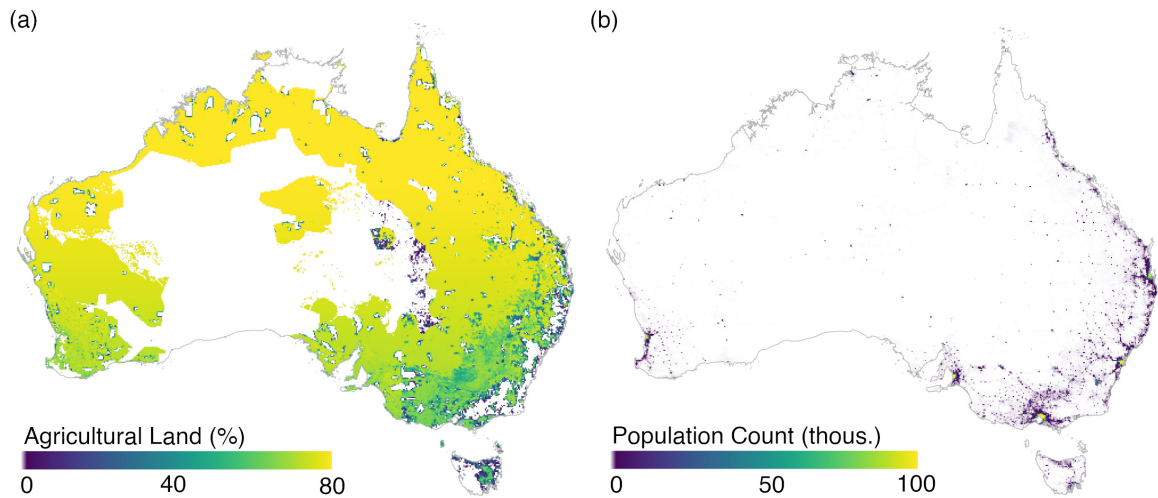 (a)
(b)
Agricultural Land (%)
0 40 80
Population Count (thous.)
0 50 100